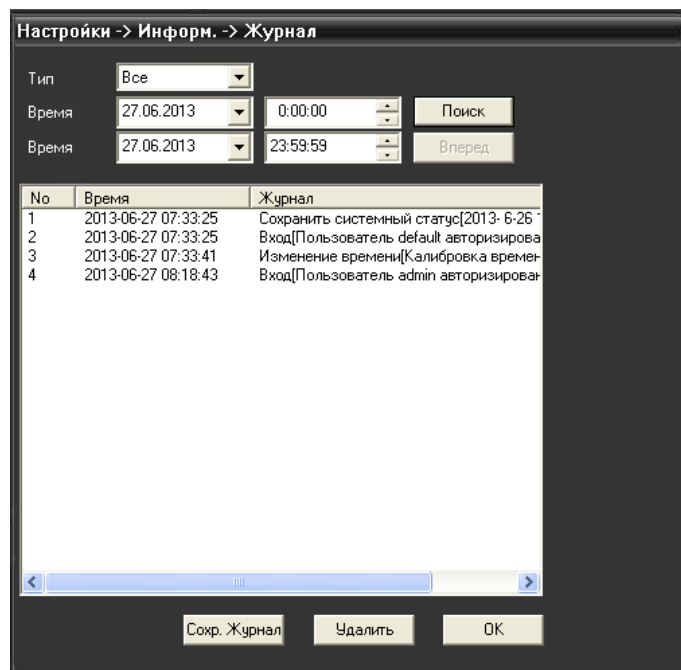 Настройки -> Информ. -> Журнал
Тип Все
Время 27.06.2013 0:00:00 Поиск
Время 27.06.2013 23:59:59 Вперед
No Время Журнал
1 2013-06-27 07:33:25 Сохранить системный статус[2013- 6-26
2 2013-06-27 07:33:25 Вход[Пользователь default авторизирова
3 2013-06-27 07:33:41 Изменение времени[Калибровка времен
4 2013-06-27 08:18:43 Вход[Пользователь admin авторизирован
Сохр. Журнал Удалить OK